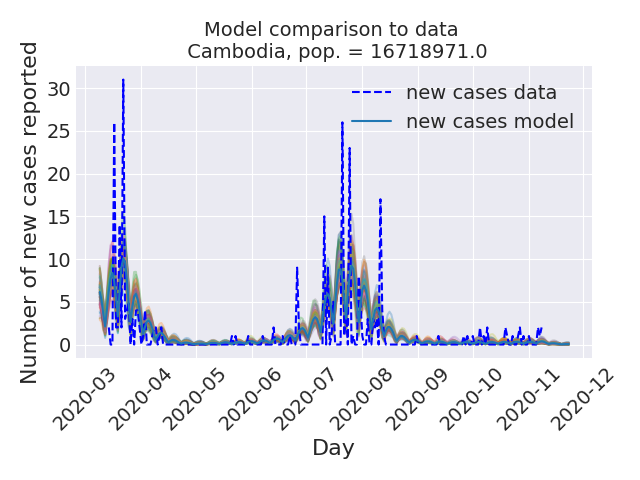 Model comparison to data
Cambodia, pop. = 16718971.0
Number of new cases reported
30
25
20
15
10
5
0
new cases data
new cases model
2020-03
2020-04
2020-05
2020-06
2020-07
2020-08
2020-09
2020-10
2020-11
2020-12
Day